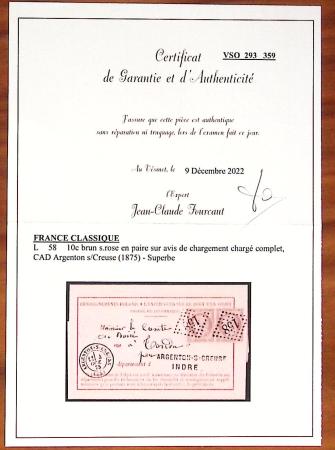 Certificat
VSO 293 359
de Garantie et d'Authenticité
J'assure que cette pièce est authentique
sans réparation ni truquage, lors de l'examen fait ce jour.
Au Vésinet, le
9 Décembre 2022
L'Expert
Jean-Claude Fourcaut
FRANCE CLASSIQUE
L 58 10c brun s.rose en paire sur avis de chargement chargé complet,
CAD Argenton s/Creuse (1875) - Superbe
ARGENTON-S-CREUSE
INDRE
département d